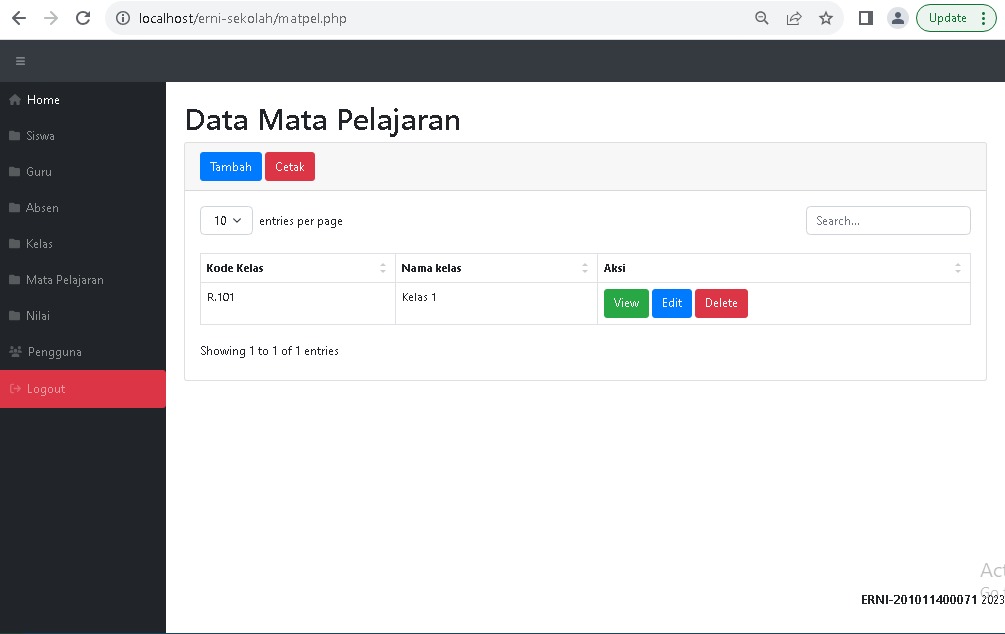 localhost/erni-sekolah/matpel.php
Update
Home
Siswa
Guru
Absen
Kelas
Mata Pelajaran
Nilai
Pengguna
Logout
Data Mata Pelajaran
Tambah Cetak
10 entries per page Search...
Kode Kelas Nama kelas Aksi
R.101 Kelas 1 View Edit Delete
Showing 1 to 1 of 1 entries
Act
ERNI-201011400071 2023